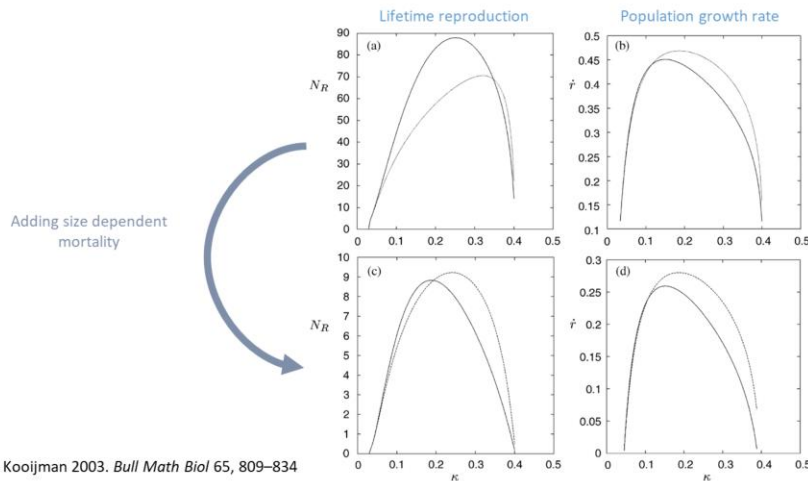 Lifetime reproduction
Population growth rate
(a)
N_R
90
80
70
60
50
40
30
20
10
0
0 0.1 0.2 0.3 0.4 0.5
(b)
ṙ
0.5
0.45
0.4
0.35
0.3
0.25
0.2
0.15
0.1
0 0.1 0.2 0.3 0.4 0.5
Adding size dependent
mortality
(c)
N_R
10
9
8
7
6
5
4
3
2
1
0
0 0.1 0.2 0.3 0.4 0.5
κ
(d)
ṙ
0.3
0.25
0.2
0.15
0.1
0.05
0
0 0.1 0.2 0.3 0.4 0.5
κ
Kooijman 2003. Bull Math Biol 65, 809–834